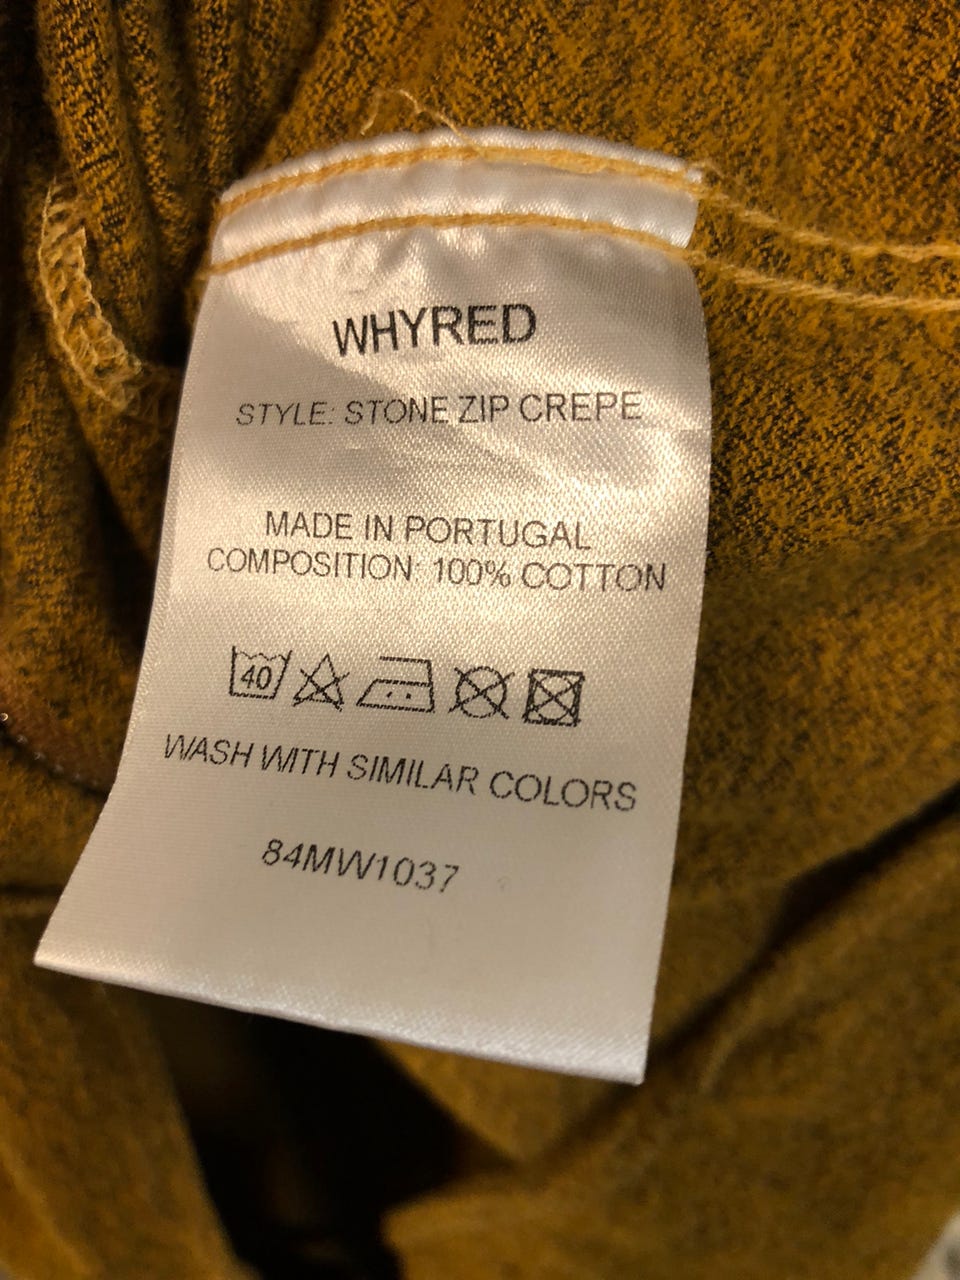 WHYRED
STYLE: STONE ZIP CREPE
MADE IN PORTUGAL
COMPOSITION: 100% COTTON
40
WASH WITH SIMILAR COLORS
84MW1037